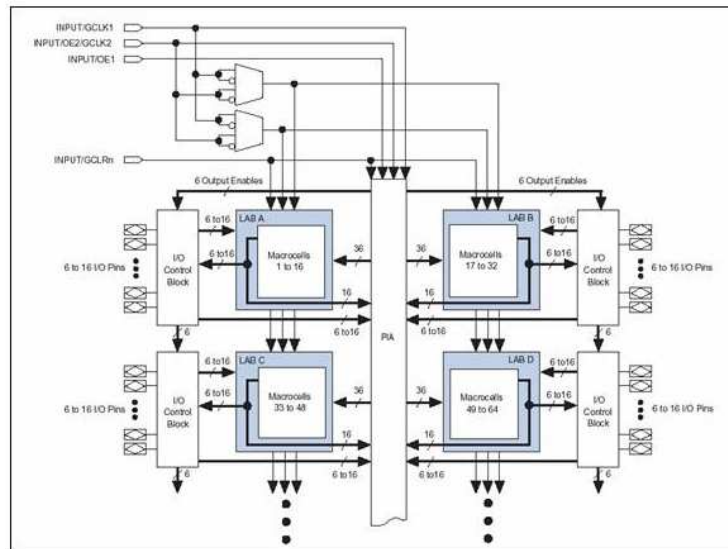 INPUT/GCLK1
INPUT/OE2/GCLK2
INPUT/OE1
INPUT/GCLRn
6 Output Enables
6 Output Enables
6 to 16 I/O Pins
I/O Control Block
6 to16
6 to16
LAB A
Macrocells 1 to 16
36
16
6 to16
6
PIA
LAB B
Macrocells 17 to 32
36
16
6 to16
6 to16
6 to16
I/O Control Block
6 to 16 I/O Pins
6
6 to 16 I/O Pins
I/O Control Block
6 to16
6 to16
LAB C
Macrocells 33 to 48
36
16
6 to16
6
LAB D
Macrocells 49 to 64
36
16
6 to16
6 to16
6 to16
I/O Control Block
6 to 16 I/O Pins
6